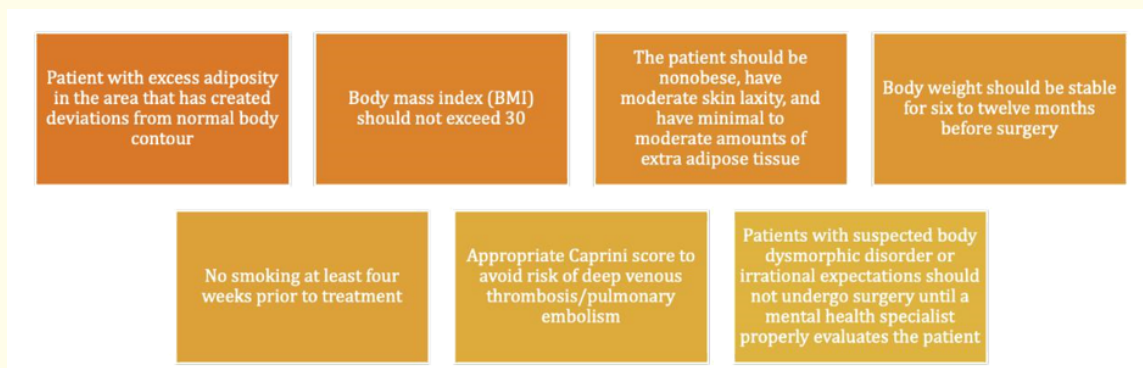 Patient with excess adiposity
in the area that has created
deviations from normal body
contour
Body mass index (BMI)
should not exceed 30
The patient should be
nonobese, have
moderate skin laxity, and
have minimal to
moderate amounts of
extra adipose tissue
Body weight should be stable
for six to twelve months
before surgery
No smoking at least four
weeks prior to treatment
Appropriate Caprini score to
avoid risk of deep venous
thrombosis/pulmonary
embolism
Patients with suspected body
dysmorphic disorder or
irrational expectations should
not undergo surgery until a
mental health specialist
properly evaluates the patient